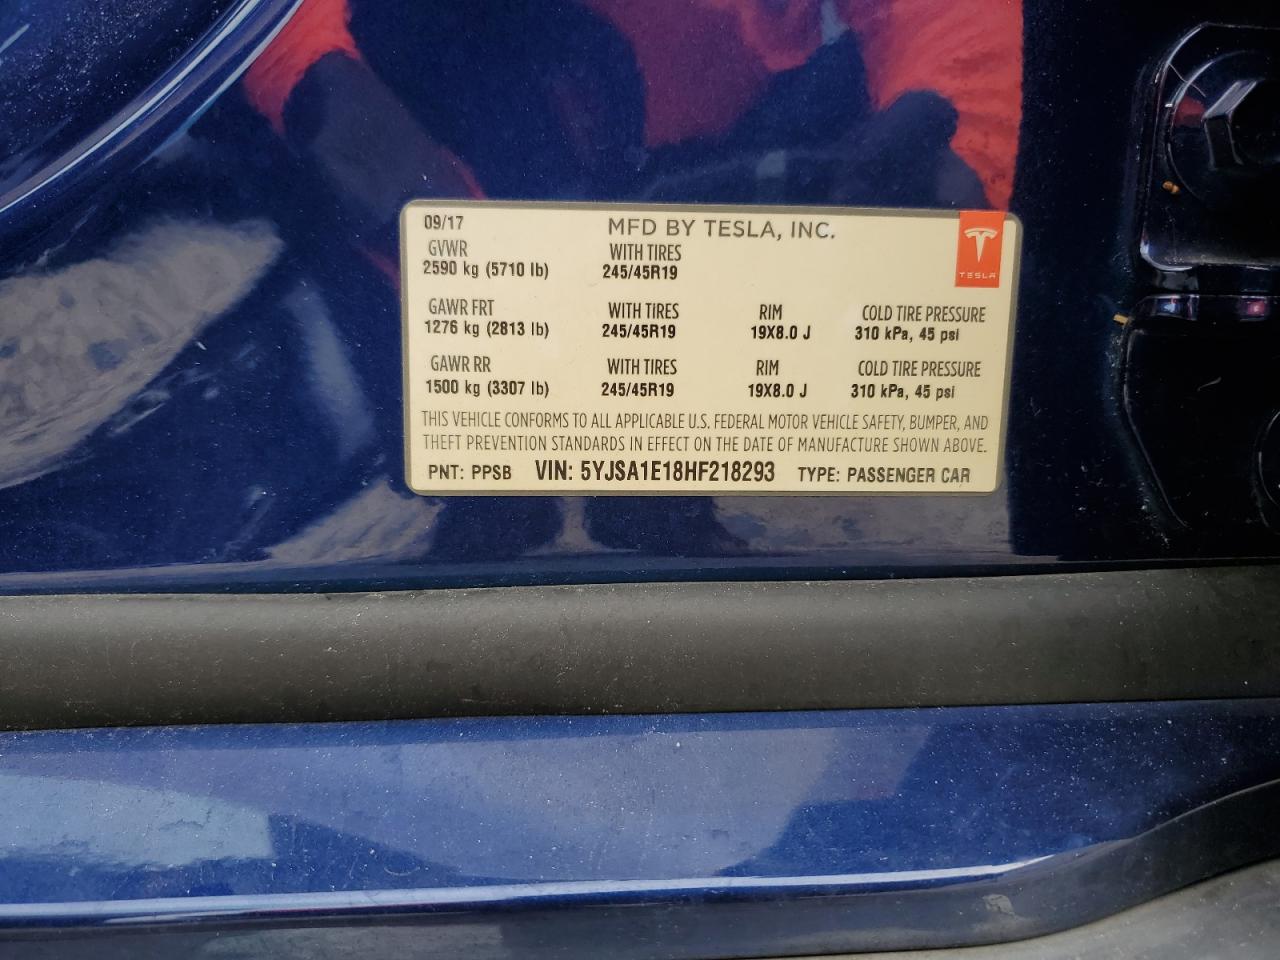 09/17 MFD BY TESLA, INC.
GVWR WITH TIRES
2590 kg (5710 lb) 245/45R19
TESLA
GAWR FRT WITH TIRES RIM COLD TIRE PRESSURE
1276 kg (2813 lb) 245/45R19 19X8.0 J 310 kPa, 45 psi
GAWR RR WITH TIRES RIM COLD TIRE PRESSURE
1500 kg (3307 lb) 245/45R19 19X8.0 J 310 kPa, 45 psi
THIS VEHICLE CONFORMS TO ALL APPLICABLE U.S. FEDERAL MOTOR VEHICLE SAFETY, BUMPER, AND
THEFT PREVENTION STANDARDS IN EFFECT ON THE DATE OF MANUFACTURE SHOWN ABOVE.
PNT: PPSB VIN: 5YJSA1E18HF218293 TYPE: PASSENGER CAR